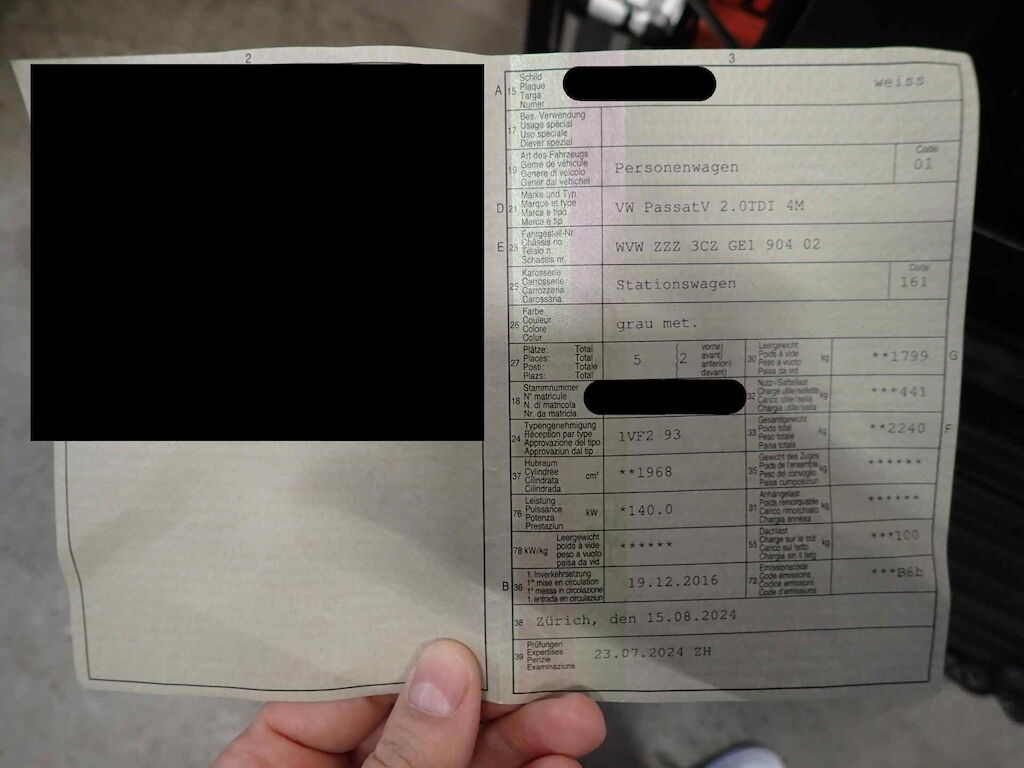 2
3
A 15 Schild
Plaque
Targa
Numer
weiss
17 Bes. Verwendung
Usage spécial
Uso speciale
Diever spezial
19 Art des Fahrzeugs
Genre de véhicule
Genere di veicolo
Gener dal vehichel
Personenwagen
Code
01
D 21 Marke und Typ
Marque et type
Marca e tipo
Marca e tip
VW PassatV 2.0TDI 4M
E 23 Fahrgestell-Nr.
Châssis no
Telaio n.
Schassis nr.
WVW ZZZ 3CZ GE1 904 02
25 Karosserie
Carrosserie
Carrozzeria
Carossaria
Stationswagen
Code
161
26 Farbe
Couleur
Colore
Colur
grau met.
27 Plätze: Total
Places: Total
Posti: Totale
Plazs: Total
5
(2 vorne)
avant)
anteriori)
davant)
30 Leergewicht
Poids à vide
Peso a vuoto
Paisa da vid
kg
**1799
G
18 Stammnummer
N° matricule
N. di matricola
Nr. da matricla
32 Nutz-/Sattellast
Charge utile/sellette
Carico utile/sella
Chargia utile/sella
kg
***441
24 Typengenehmigung
Réception par type
Approvazione del tipo
Approvaziun dal tip
1VF2 93
33 Gesamtgewicht
Poids total
Peso totale
Paisa totala
kg
**2240
F
37 Hubraum
Cylindrée
Cilindrata
Cilindrada
cm³
**1968
35 Gewicht des Zuges
Poids de l'ensemble
Peso del convoglio
Paisa cumposiziun
kg
******
76 Leistung
Puissance
Potenza
Prestaziun
kW
*140.0
31 Anhängelast
Poids remorquable
Carico rimorchiato
Chargia annexa
kg
******
78 kW/kg
Leergewicht
poids à vide
peso a vuoto
paisa da vid
******
55 Dachlast
Charge sur le toit
Carico sul tetto
Chargia sin il tetg
kg
***100
B 36 1. Inverkehrsetzung
1re mise en circulation
1a messa in circolazione
1. entrada en circulaziun
19.12.2016
72 Emissionscode
Code émissions
Codice emissioni
Code d'emissiuns
***B6b
38 Zürich, den 15.08.2024
39 Prüfungen
Expertises
Perizie
Examinaziuns
23.07.2024 ZH